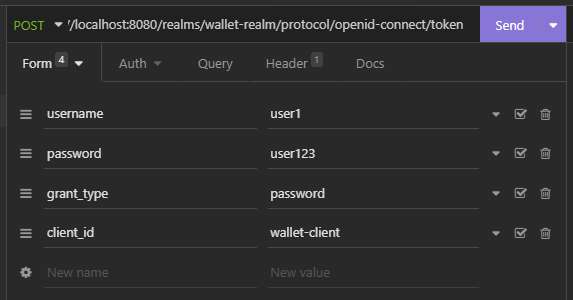 POST /localhost:8080/realms/wallet-realm/protocol/openid-connect/token Send
Form 4 Auth Query Header 1 Docs
username user1
password user123
grant_type password
client_id wallet-client
New name New value